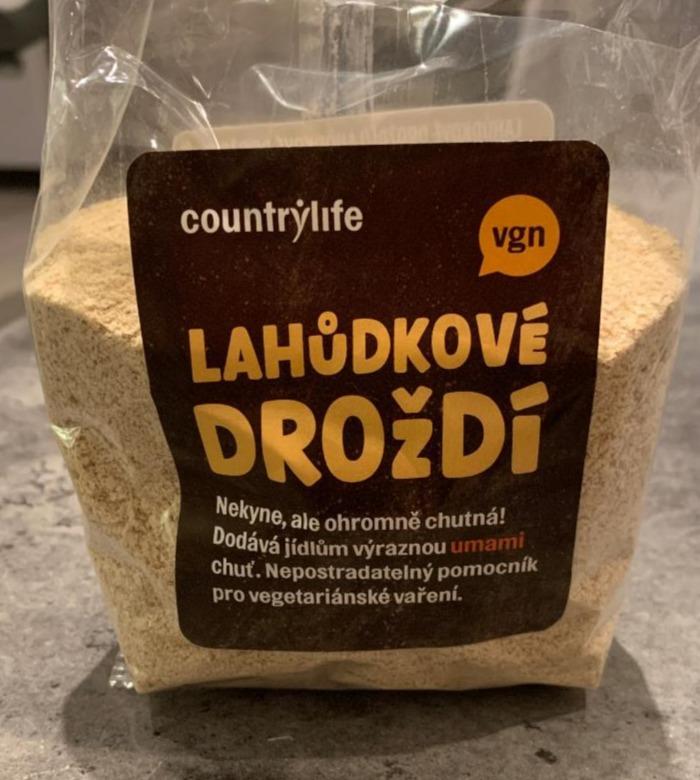 countrylife
vgn
LAHŮDKOVÉ
DROŽDÍ
Nekyne, ale ohromně chutná!
Dodává jídlům výraznou umami
chuť. Nepostradatelný pomocník
pro vegetariánské vaření.